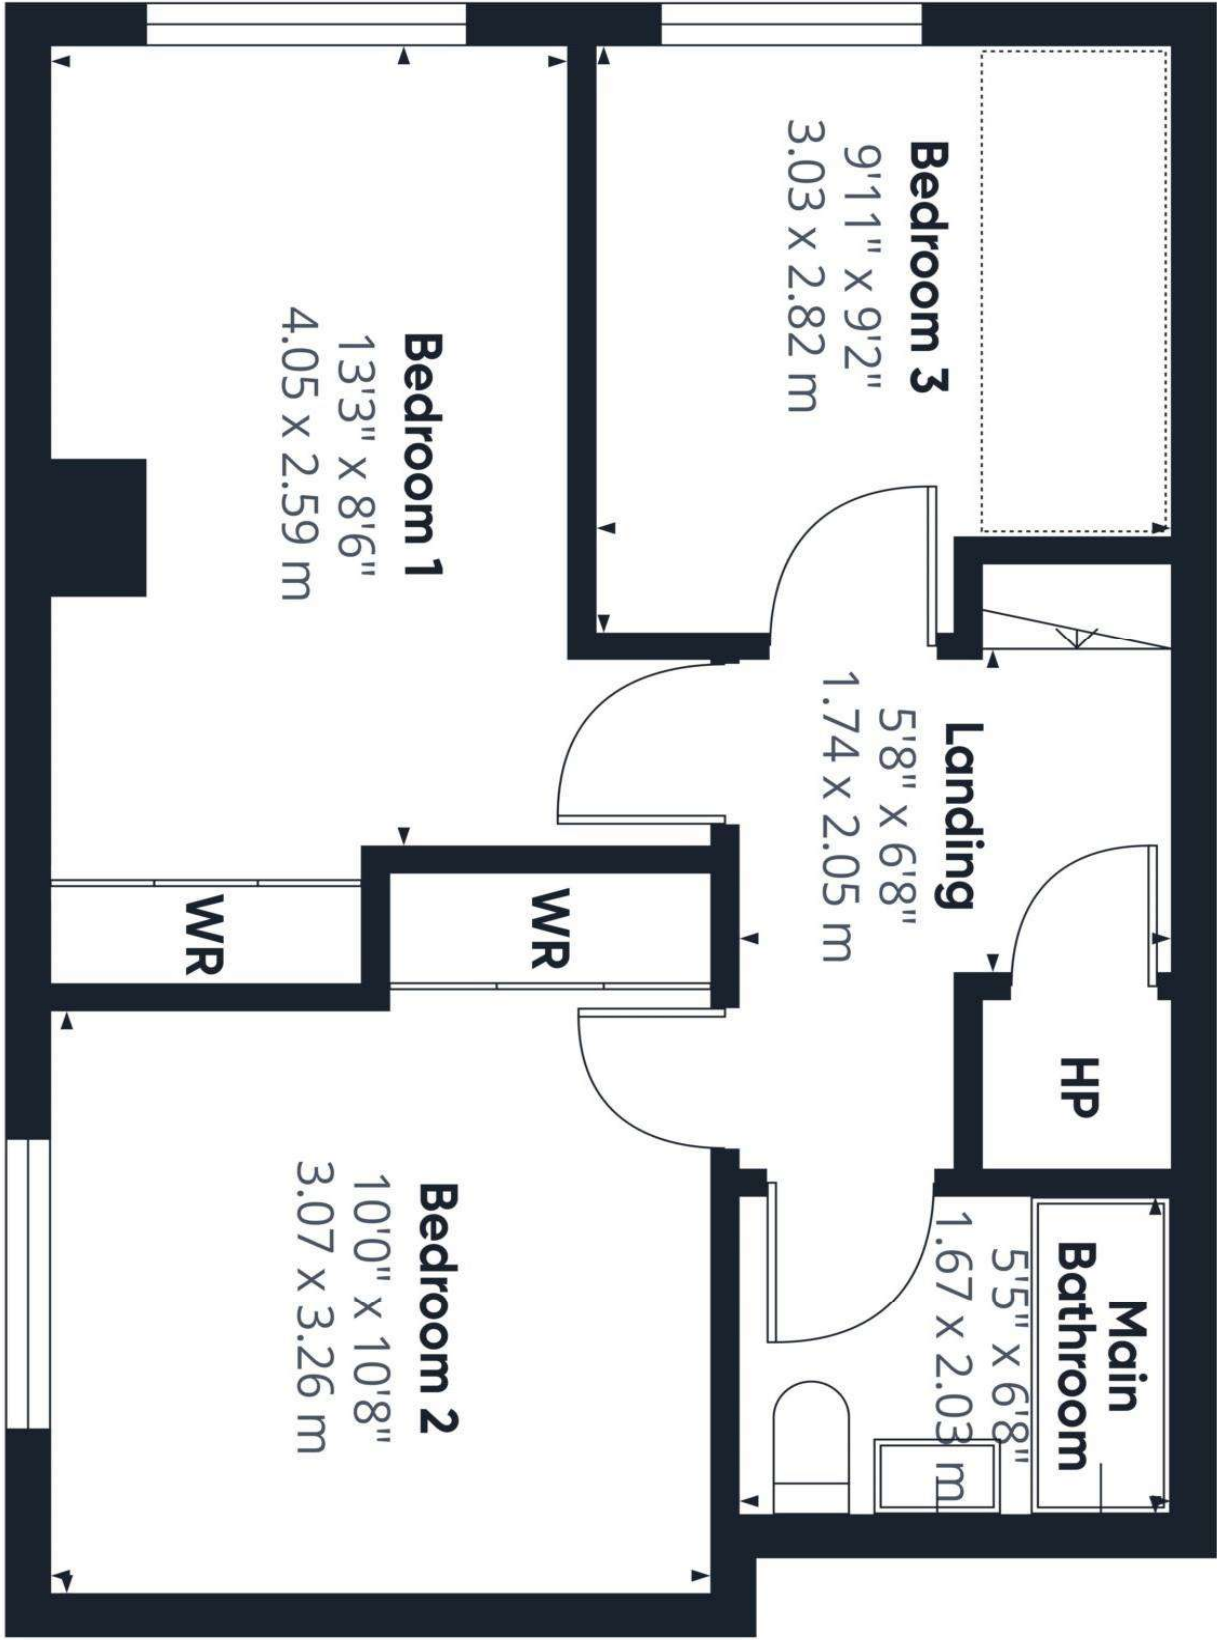 Bedroom 3
9'11" x 9'2"
3.03 x 2.82 m
Bedroom 1
13'3" x 8'6"
4.05 x 2.59 m
Landing
5'8" x 6'8"
1.74 x 2.05 m
WR
WR
HP
Main
Bathroom
5'5" x 6'8"
1.67 x 2.03 m
Bedroom 2
10'0" x 10'8"
3.07 x 3.26 m